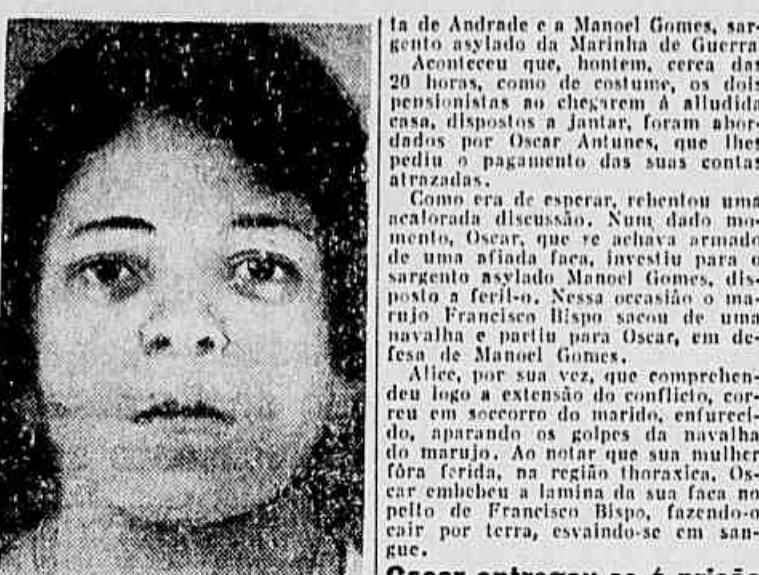 ta de Andrade e a Manoel Gomes, sar-
gento asylado da Marinha de Guerra
Aconteceu que, hontem, cerca das
20 horas, como de costume, os dois
pensionistas ao chegarem á alludida
casa, dispostos a jantar, foram abor-
dados por Oscar Antunes, que lhes
pediu o pagamento das suas contas
atrazadas.
Como era de esperar, rebentou uma
acalorada discussão. Num dado mo-
mento, Oscar, que se achava armado
de uma afiada faca, investiu para o
sargento asylado Manoel Gomes, dis-
posto a feril-o. Nessa occasião o ma-
rujo Francisco Bispo sacou de uma
navalha e partiu para Oscar, em de-
fesa de Manoel Gomes.
Alice, por sua vez, que comprehen-
deu logo a extensão do conflicto, cor-
reu em soccorro do marido, enfureci-
do, aparando os golpes da navalha
do marujo. Ao notar que sua mulher
fôra ferida, na região thoraxica, Os-
car embebeu a lamina da sua faca no
peito de Francisco Bispo, fazendo-o
cair por terra, esvaindo-se em san-
gue.
Oscar entregou-se á prisão